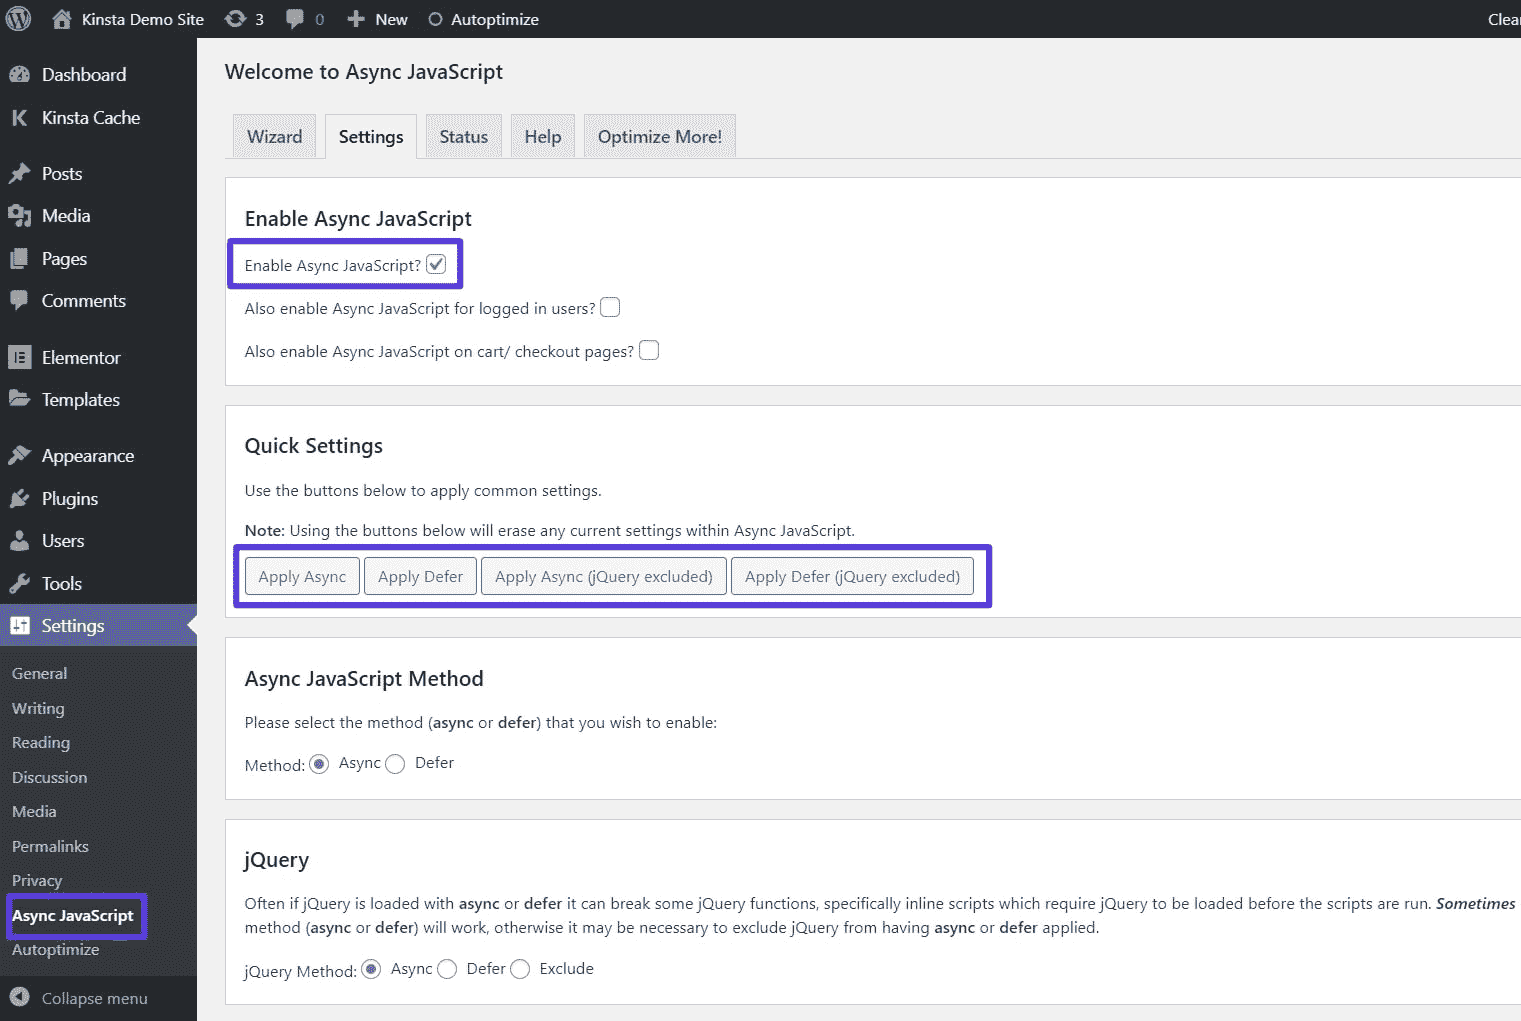 Kinsta Demo Site 3 0 New Autoptimize
Dashboard
Kinsta Cache
Posts
Media
Pages
Comments
Elementor
Templates
Appearance
Plugins
Users
Tools
Settings
General
Writing
Reading
Discussion
Media
Permalinks
Privacy
Async JavaScript
Autoptimize
Collapse menu
Welcome to Async JavaScript
Wizard Settings Status Help Optimize More!
Enable Async JavaScript
Enable Async JavaScript?
Also enable Async JavaScript for logged in users?
Also enable Async JavaScript on cart/ checkout pages?
Quick Settings
Use the buttons below to apply common settings.
Note: Using the buttons below will erase any current settings within Async JavaScript.
Apply Async Apply Defer Apply Async (jQuery excluded) Apply Defer (jQuery excluded)
Async JavaScript Method
Please select the method (async or defer) that you wish to enable:
Method: Async Defer
jQuery
Often if jQuery is loaded with async or defer it can break some jQuery functions, specifically inline scripts which require jQuery to be loaded before the scripts are run. Sometimes
method (async or defer) will work, otherwise it may be necessary to exclude jQuery from having async or defer applied.
jQuery Method: Async Defer Exclude